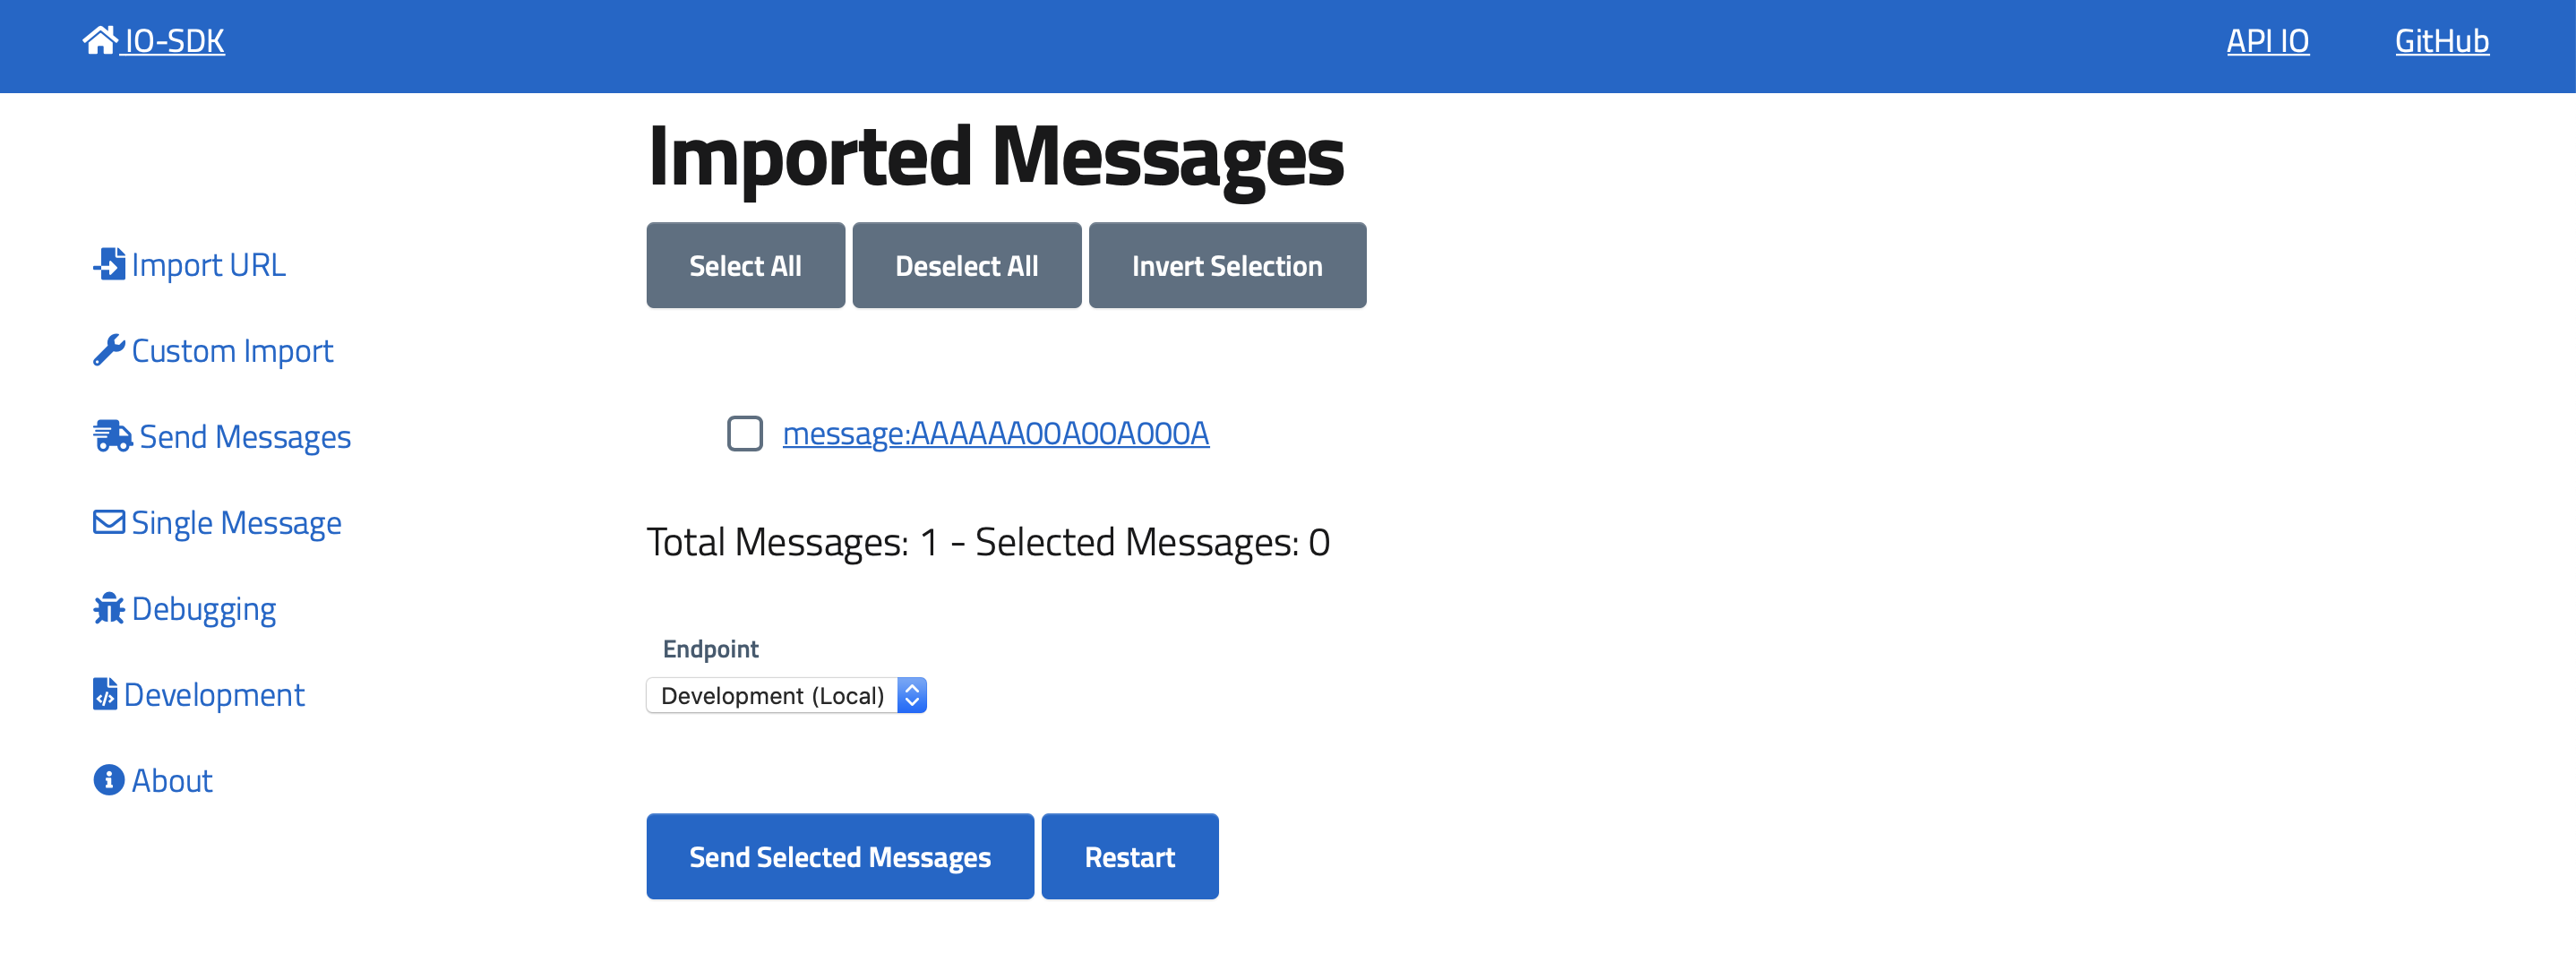 IO-SDK
API IO
GitHub
Imported Messages
Select All
Deselect All
Invert Selection
Import URL
Custom Import
Send Messages
Single Message
Debugging
Development
About
message:AAAAAA00A00A000A
Total Messages: 1 - Selected Messages: 0
Endpoint
Development (Local)
Send Selected Messages
Restart